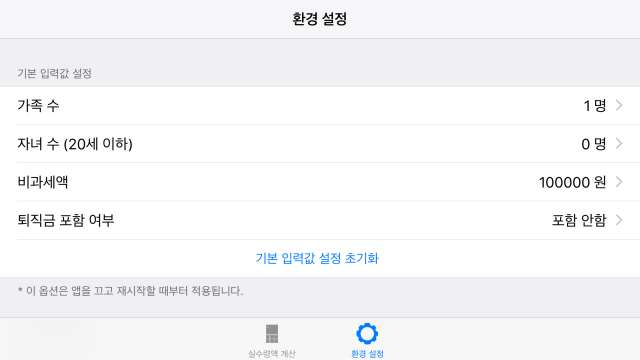 환경 설정
기본 입력값 설정
가족 수 1 명
자녀 수 (20세 이하) 0 명
비과세액 100000 원
퇴직금 포함 여부 포함 안함
기본 입력값 설정 초기화
* 이 옵션은 앱을 끄고 재시작할 때부터 적용됩니다.
실수령액 계산 환경 설정